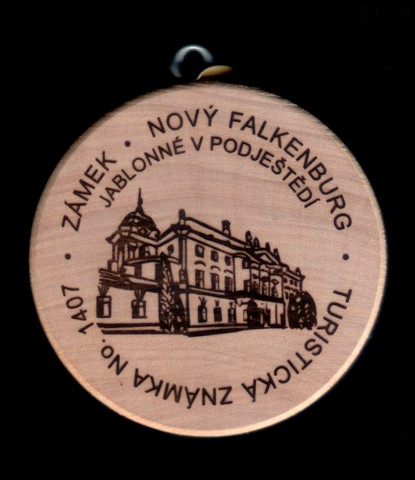 ZÁMEK • NOVÝ FALKENBURG •
JABLONNÉ V PODJEŠTĚDÍ
TURISTICKÁ ZNÁMKA No. 1407 •